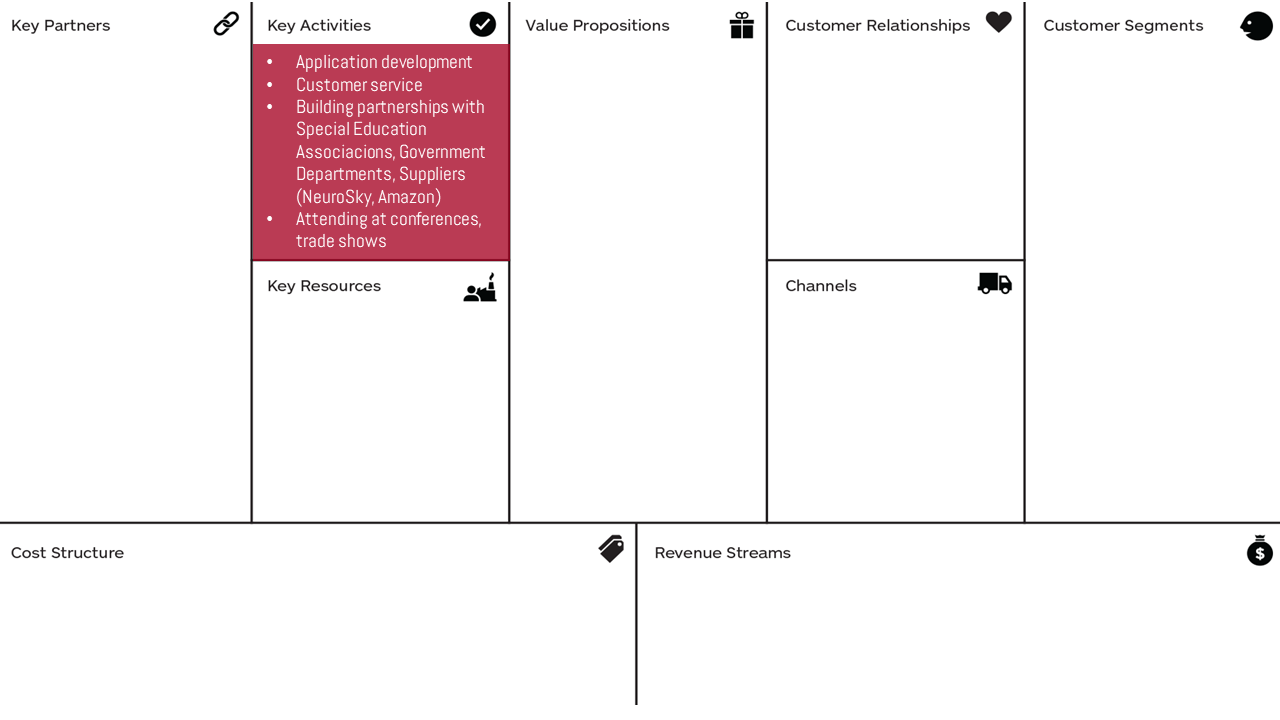 Key Partners
Key Activities
• Application development
• Customer service
• Building partnerships with
Special Education
Associacions, Government
Departments, Suppliers
(NeuroSky, Amazon)
• Attending at conferences,
trade shows
Key Resources
Value Propositions
Customer Relationships
Channels
Customer Segments
Cost Structure
Revenue Streams
$